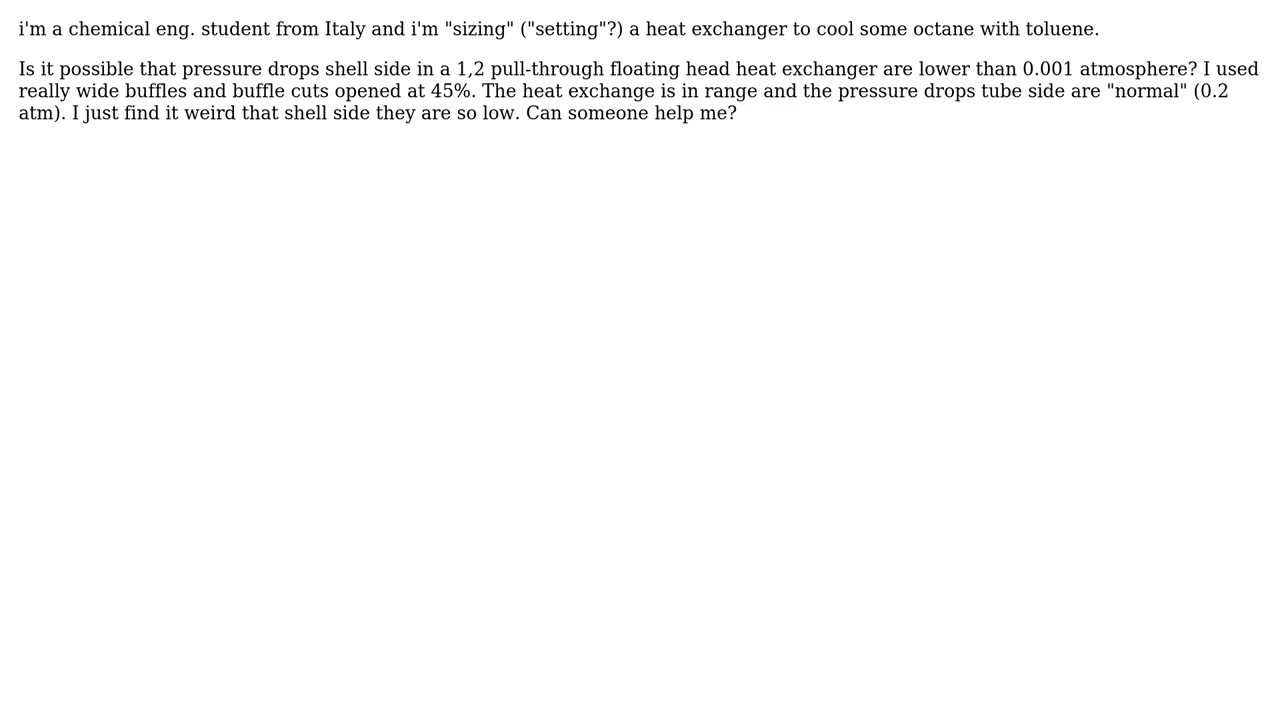 i'm a chemical eng. student from Italy and i'm "sizing" ("setting"?) a heat exchanger to cool some octane with toluene.
Is it possible that pressure drops shell side in a 1,2 pull-through floating head heat exchanger are lower than 0.001 atmosphere? I used
really wide buffles and buffle cuts opened at 45%. The heat exchange is in range and the pressure drops tube side are "normal" (0.2
atm). I just find it weird that shell side they are so low. Can someone help me?